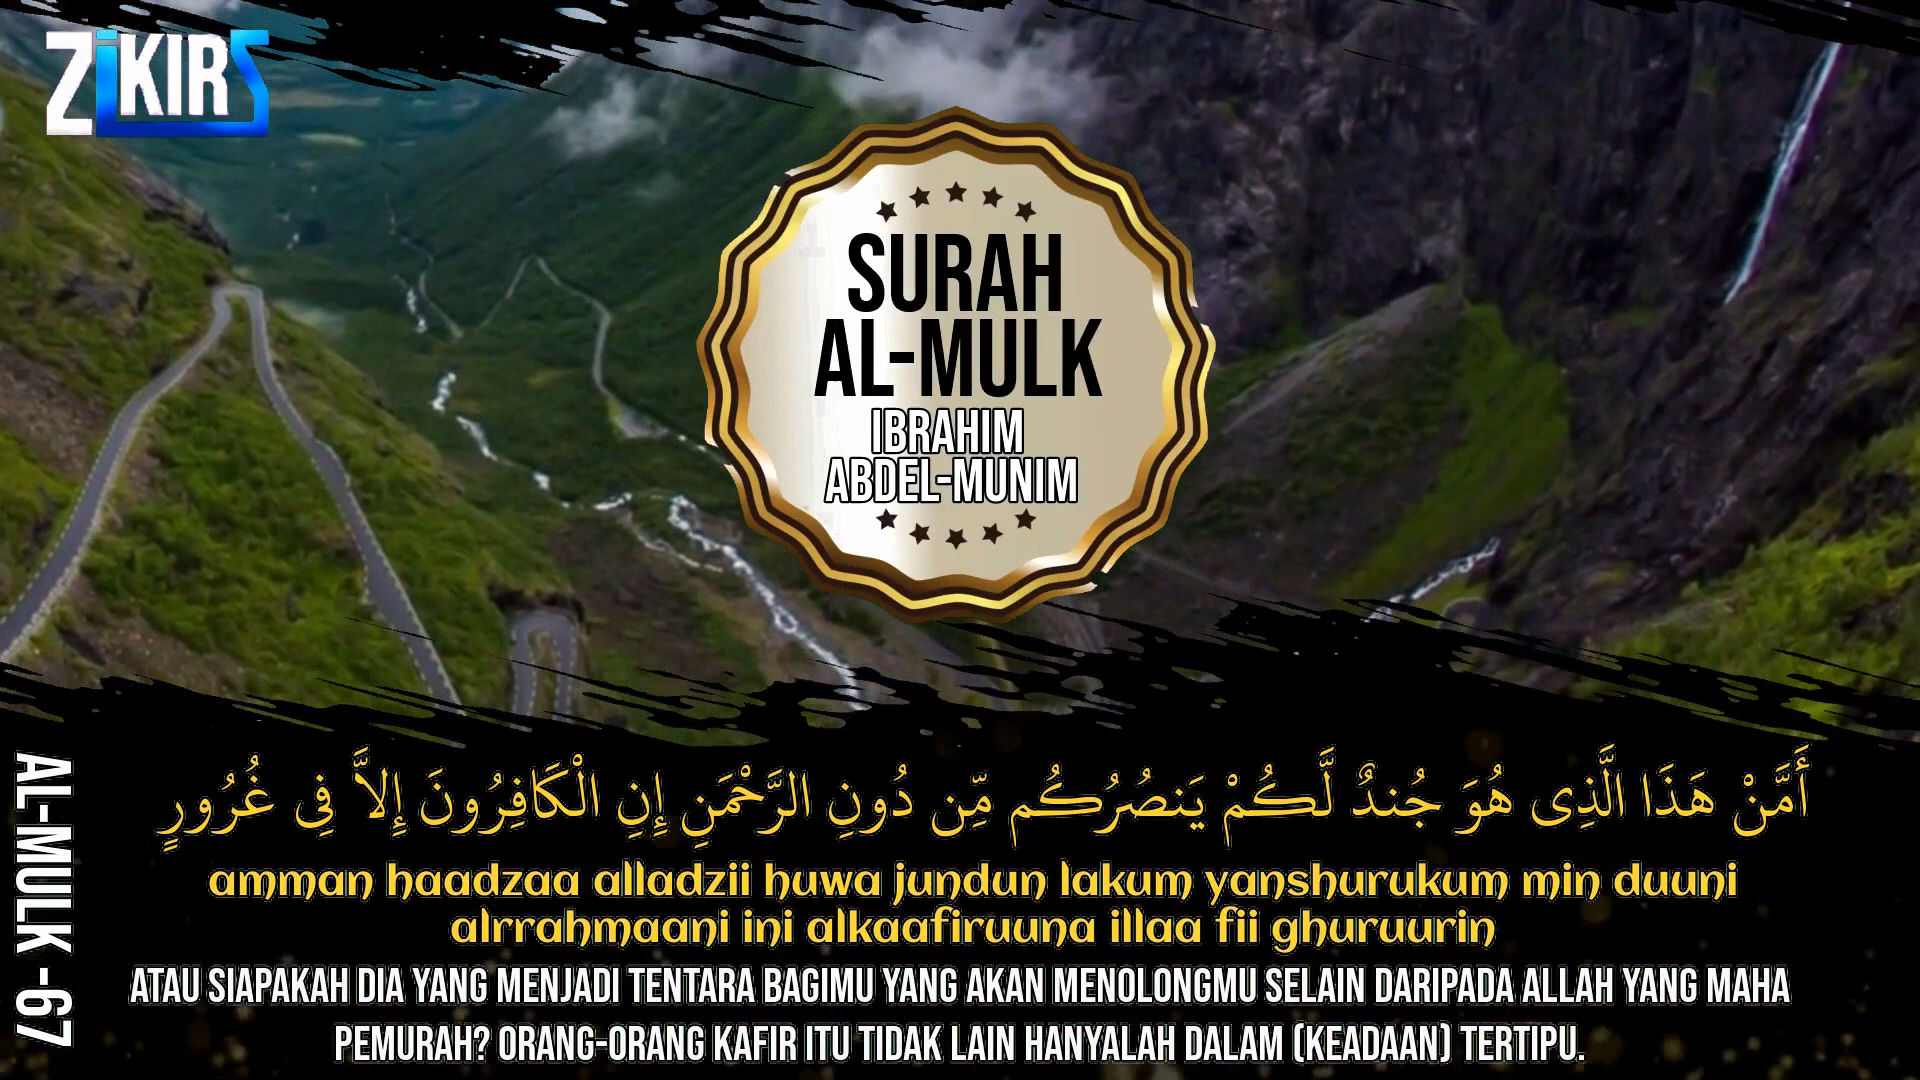 ZiKIRS
SURAH
AL-MULK
IBRAHIM
ABDEL-MUNIM
أَمَّنْ هَذَا الَّذِى هُوَ جُندٌ لَّكُمْ يَنصُرُكُم مِّن دُونِ الرَّحْمَنِ إِنِ الْكَافِرُونَ إِلاَّ فِى غُرُورٍ
amman haadzaa alladzii huwa jundun lakum yanshurukum min duuni
alrrahmaani ini alkaafiruuna illaa fii ghuruurin
ATAU SIAPAKAH DIA YANG MENJADI TENTARA BAGIMU YANG AKAN MENOLONGMU SELAIN DARIPADA ALLAH YANG MAHA
PEMURAH? ORANG-ORANG KAFIR ITU TIDAK LAIN HANYALAH DALAM (KEADAAN) TERTIPU.
AL-MULK -67